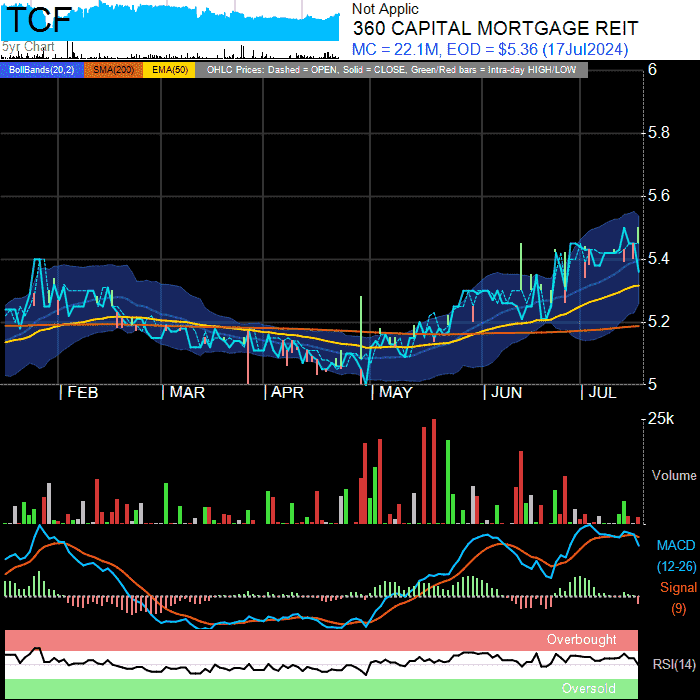 TCF
5yr Chart
Not Applic
360 CAPITAL MORTGAGE REIT
MC = 22.1M, EOD = $5.36 (17Jul2024)
BollBands(20,2) SMA(200) EMA(50) OHLC Prices: Dashed = OPEN, Solid = CLOSE, Green/Red bars = Intra-day HIGH/LOW
6
5.8
5.6
5.4
5.2
5
FEB MAR APR MAY JUN JUL
25k
Volume
MACD
(12-26)
Signal
(9)
Overbought
RSI(14)
Oversold